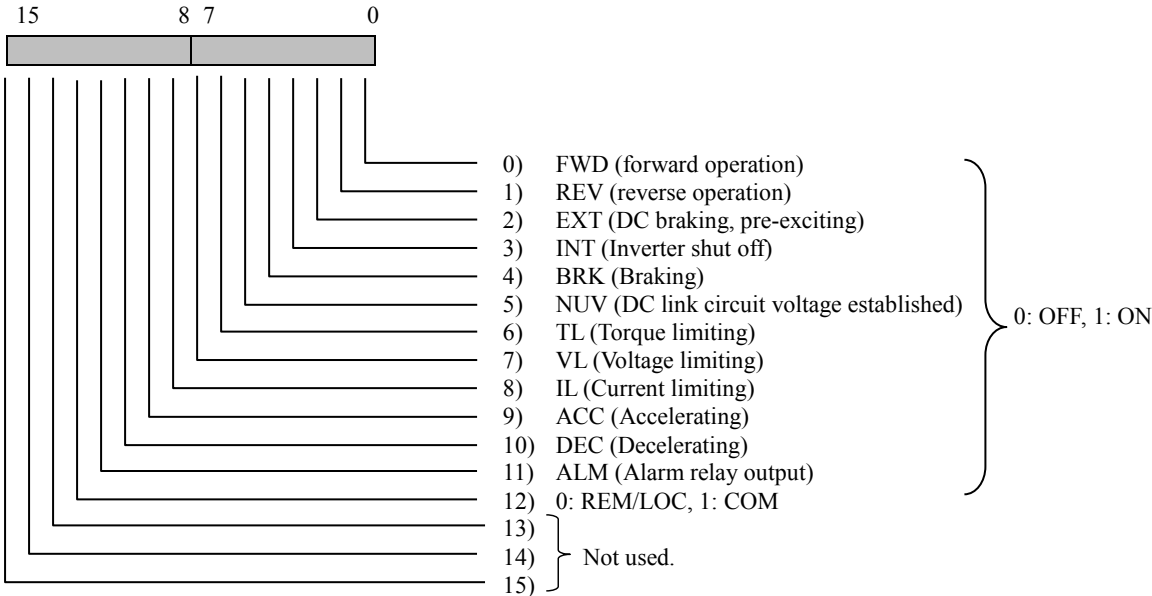 15 8 7 0
0) FWD (forward operation)
1) REV (reverse operation)
2) EXT (DC braking, pre-exciting)
3) INT (Inverter shut off)
4) BRK (Braking)
5) NUV (DC link circuit voltage established)
6) TL (Torque limiting)
0: OFF, 1: ON
7) VL (Voltage limiting)
8) IL (Current limiting)
9) ACC (Accelerating)
10) DEC (Decelerating)
11) ALM (Alarm relay output)
12) 0: REM/LOC, 1: COM
13)
14) Not used.
15)